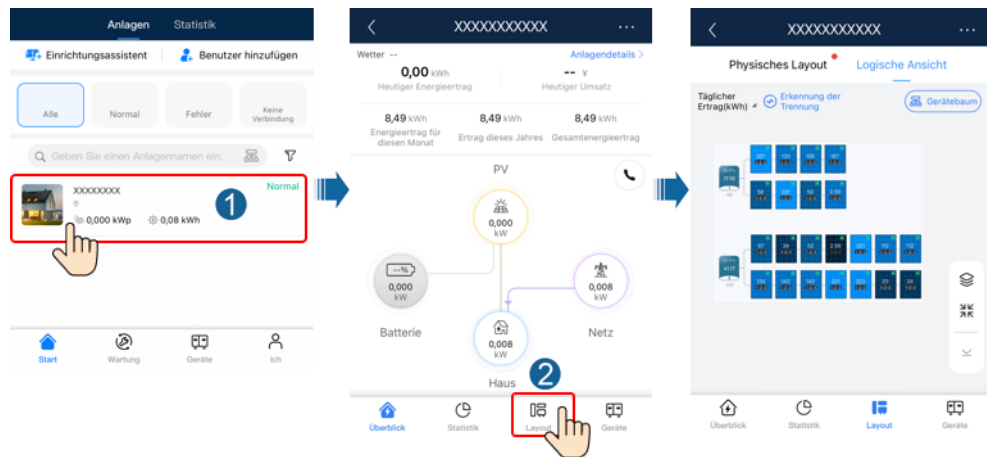 Anlagen Statistik
Einrichtungsassistent Benutzer hinzufügen
Alle Normal Fehler Keine
Verbindung
Geben Sie einen Anlagennamen ein.
XXXXXXXX Normal
1
0,000 kWp 0,08 kWh
Start Wartung Geräte Ich
XXXXXXXXXXX
Wetter -- Anlagendetails >
0,00 kWh -- ¥
Heutiger Energieertrag Heutiger Umsatz
8,49 kWh 8,49 kWh 8,49 kWh
Energieertrag für
diesen Monat Ertrag dieses Jahres Gesamtenergieertrag
PV
0,000
kW
--%
0,000
kW
0,008
kW
Batterie Netz
0,008
kW
Haus
2
Überblick Statistik Layout Geräte
XXXXXXXXXXX
Physisches Layout Logische Ansicht
Täglicher
Ertrag(kWh) Erkennung der
Trennung Gerätebaum
Überblick Statistik Layout Geräte